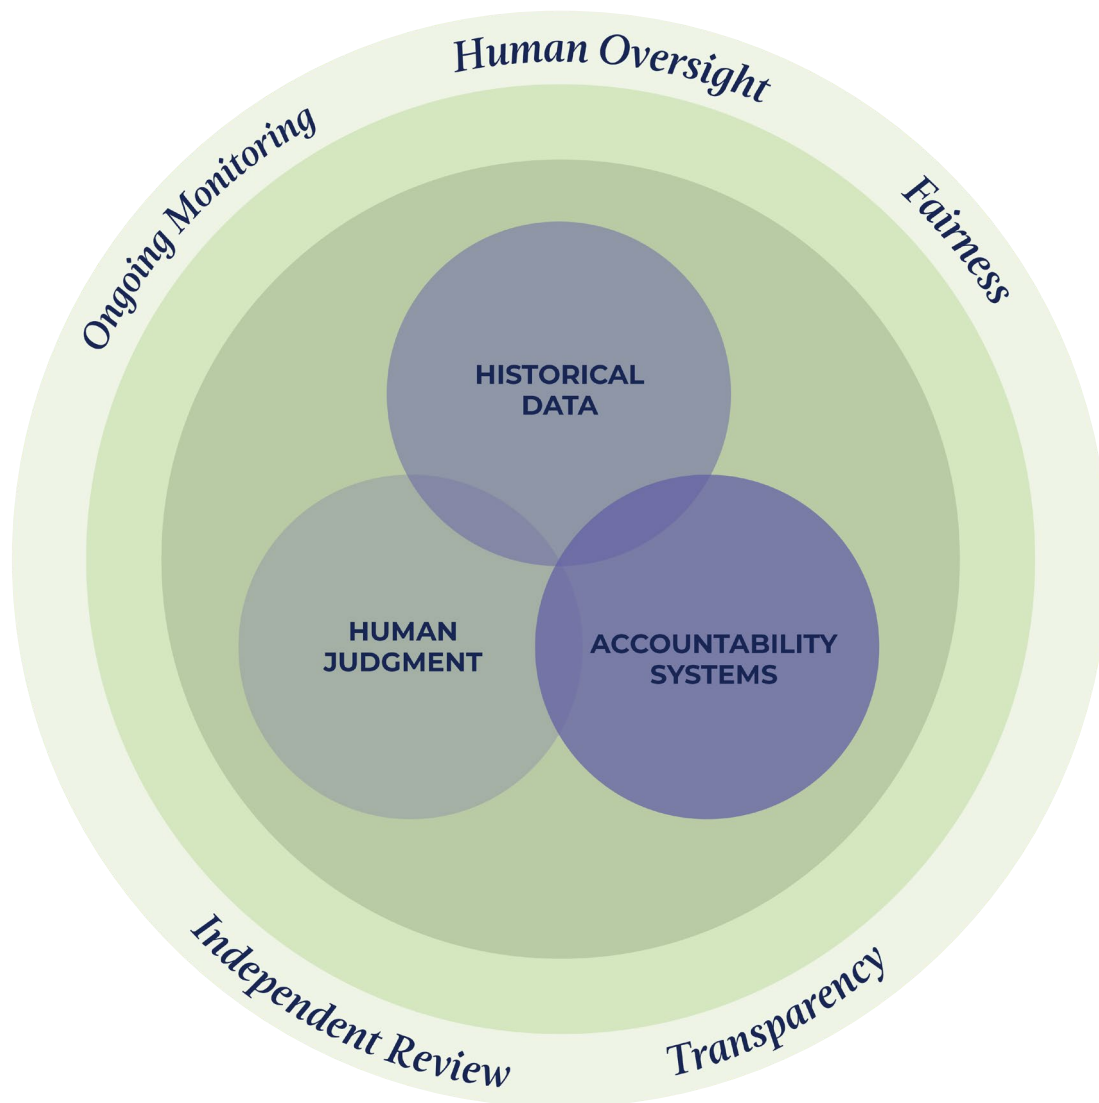 Human Oversight
Ongoing Monitoring
Fairness
HISTORICAL
DATA
HUMAN
JUDGMENT
ACCOUNTABILITY
SYSTEMS
Independent Review
Transparency